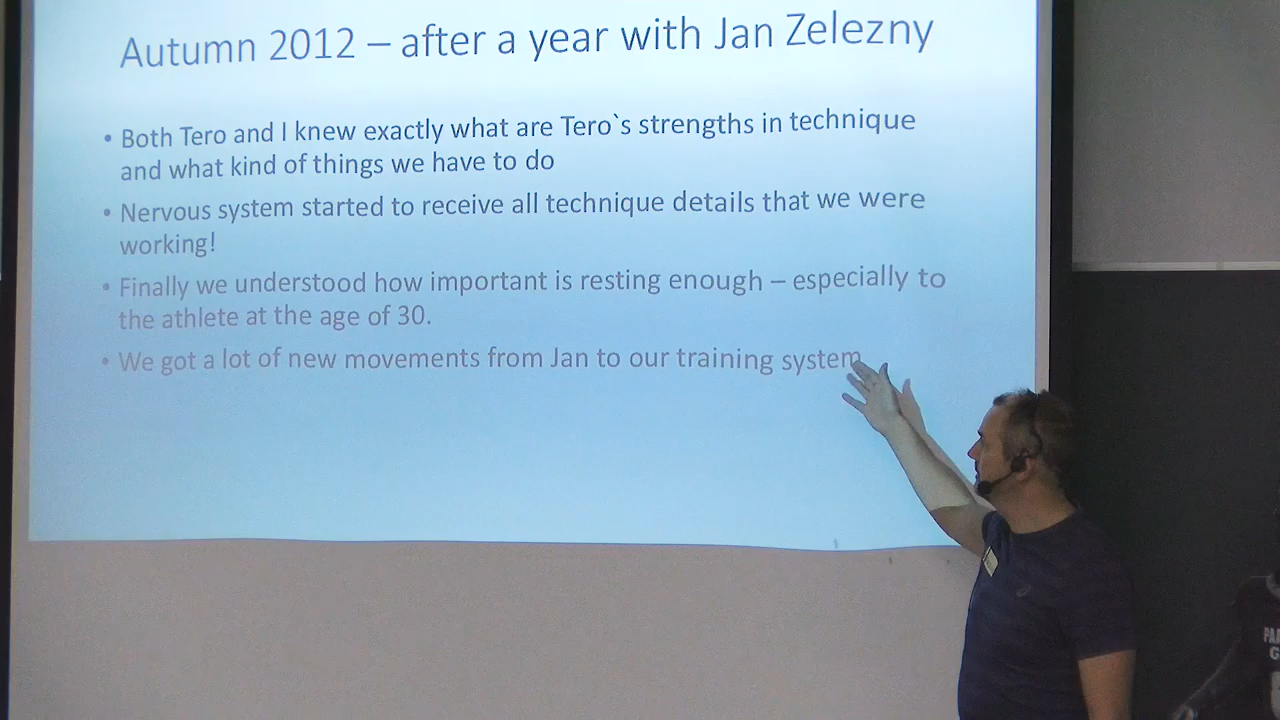 Autumn 2012 – after a year with Jan Zelezny
• Both Tero and I knew exactly what are Tero`s strengths in technique
and what kind of things we have to do
• Nervous system started to receive all technique details that we were
working!
• Finally we understood how important is resting enough – especially to
the athlete at the age of 30.
• We got a lot of new movements from Jan to our training system